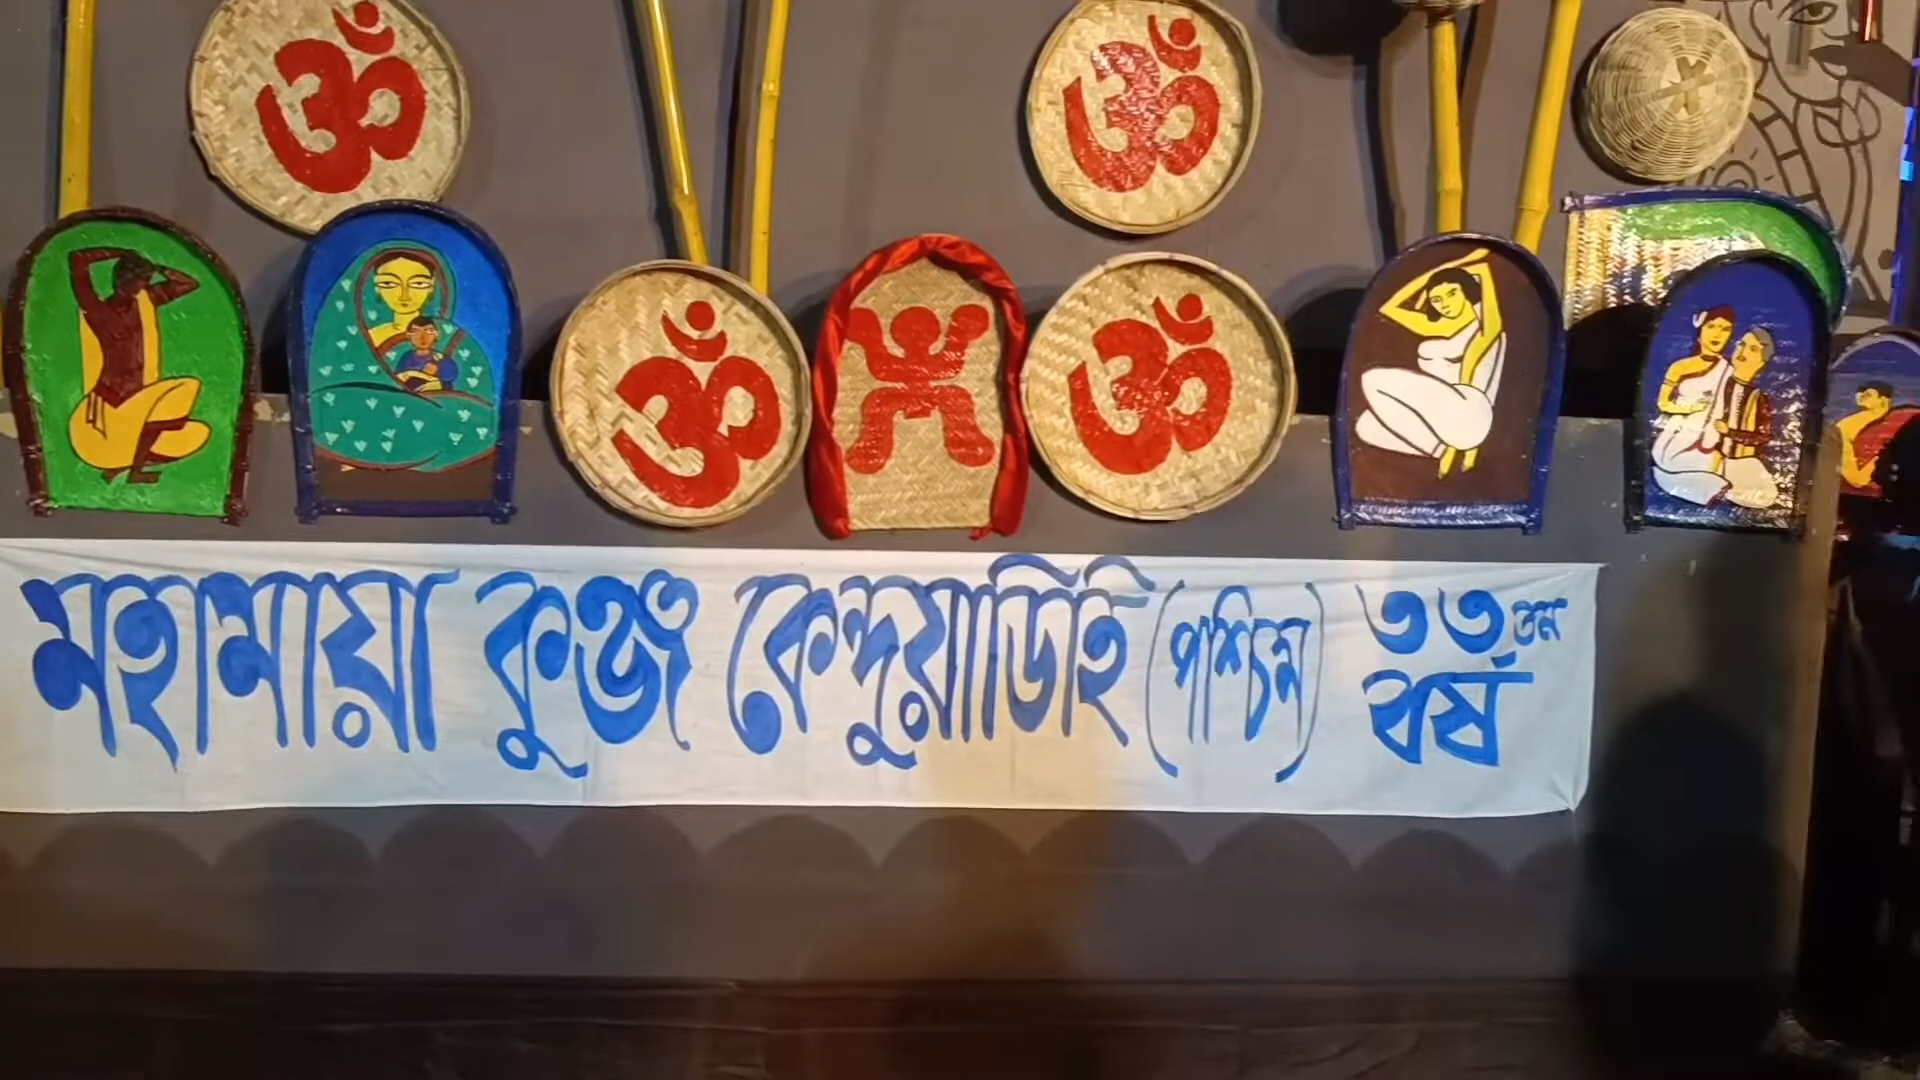 ॐ
ॐ
ॐ
ॐ
মহামায়া কুঞ্জ কেন্দুয়াডিহি (পশ্চিম) ৩৩তম
বর্ষ